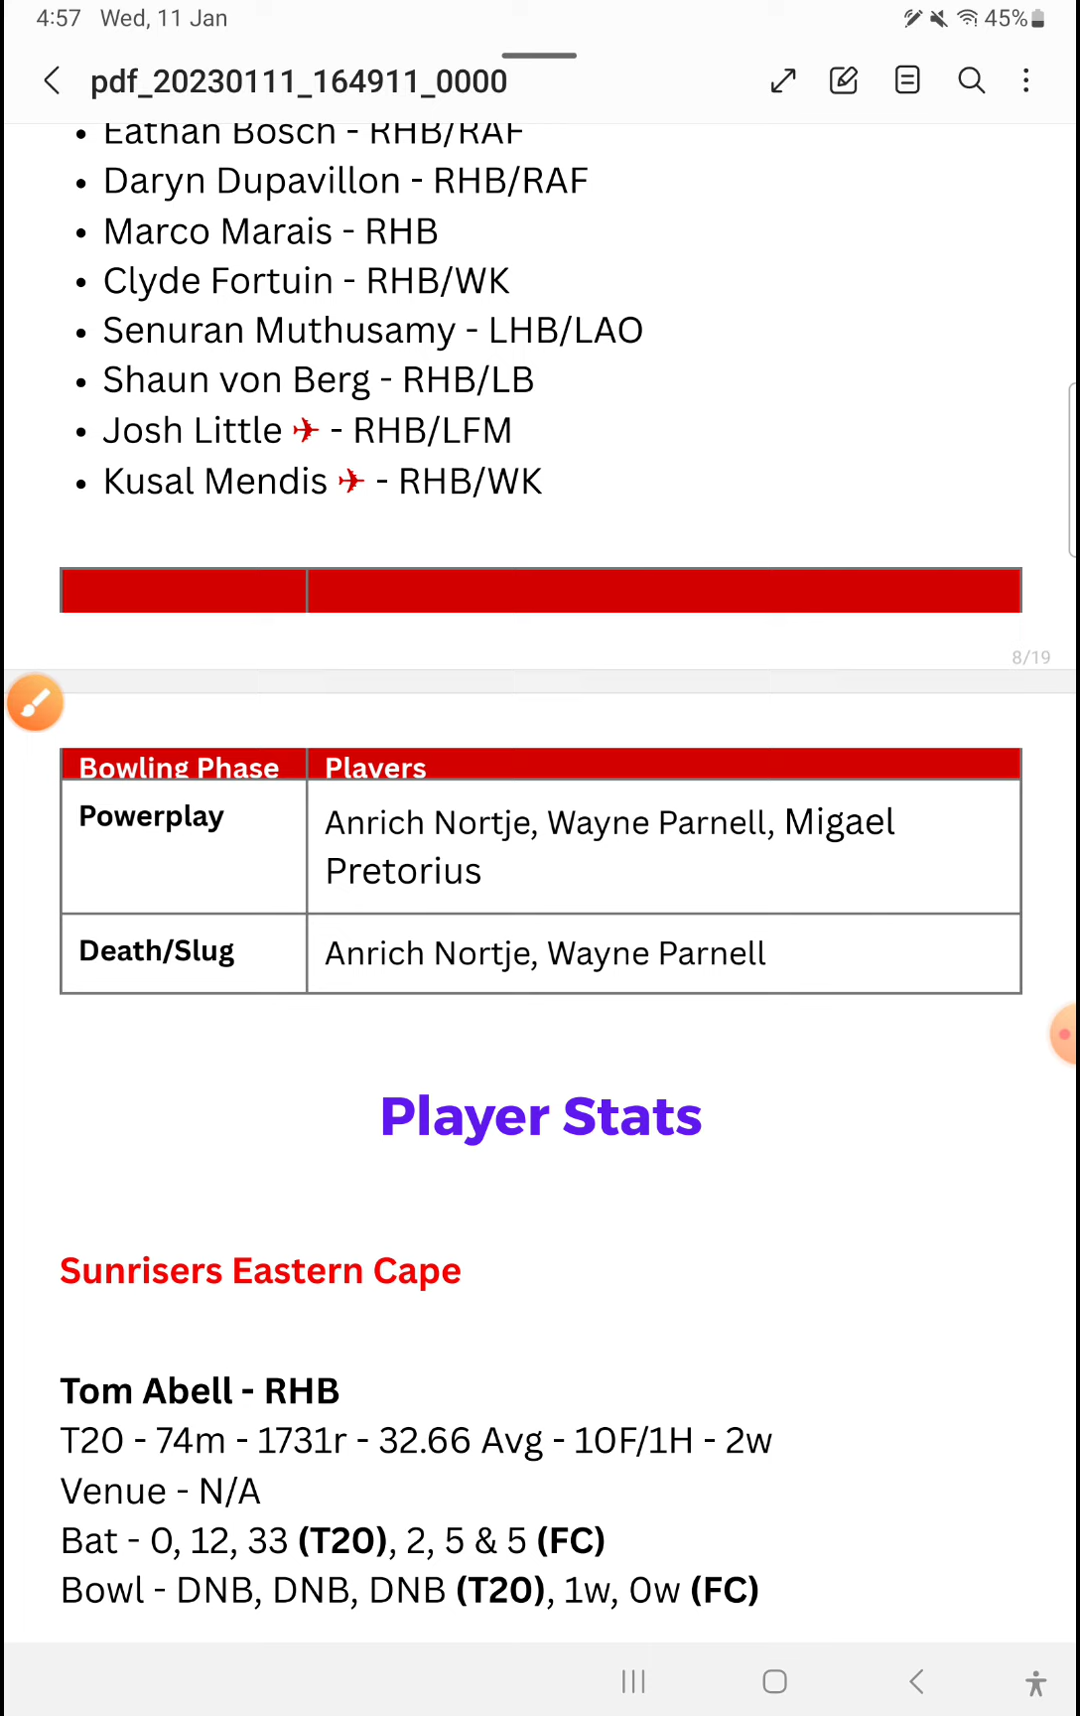 4:57 Wed, 11 Jan 45%
pdf_20230111_164911_0000
• Eathan Bosch - RHB/RAF
• Daryn Dupavillon - RHB/RAF
• Marco Marais - RHB
• Clyde Fortuin - RHB/WK
• Senuran Muthusamy - LHB/LAO
• Shaun von Berg - RHB/LB
• Josh Little ✈ - RHB/LFM
• Kusal Mendis ✈ - RHB/WK
8/19
Bowling Phase Players
Powerplay Anrich Nortje, Wayne Parnell, Migael
Pretorius
Death/Slug Anrich Nortje, Wayne Parnell
Player Stats
Sunrisers Eastern Cape
Tom Abell - RHB
T20 - 74m - 1731r - 32.66 Avg - 10F/1H - 2w
Venue - N/A
Bat - 0, 12, 33 (T20), 2, 5 & 5 (FC)
Bowl - DNB, DNB, DNB (T20), 1w, 0w (FC)